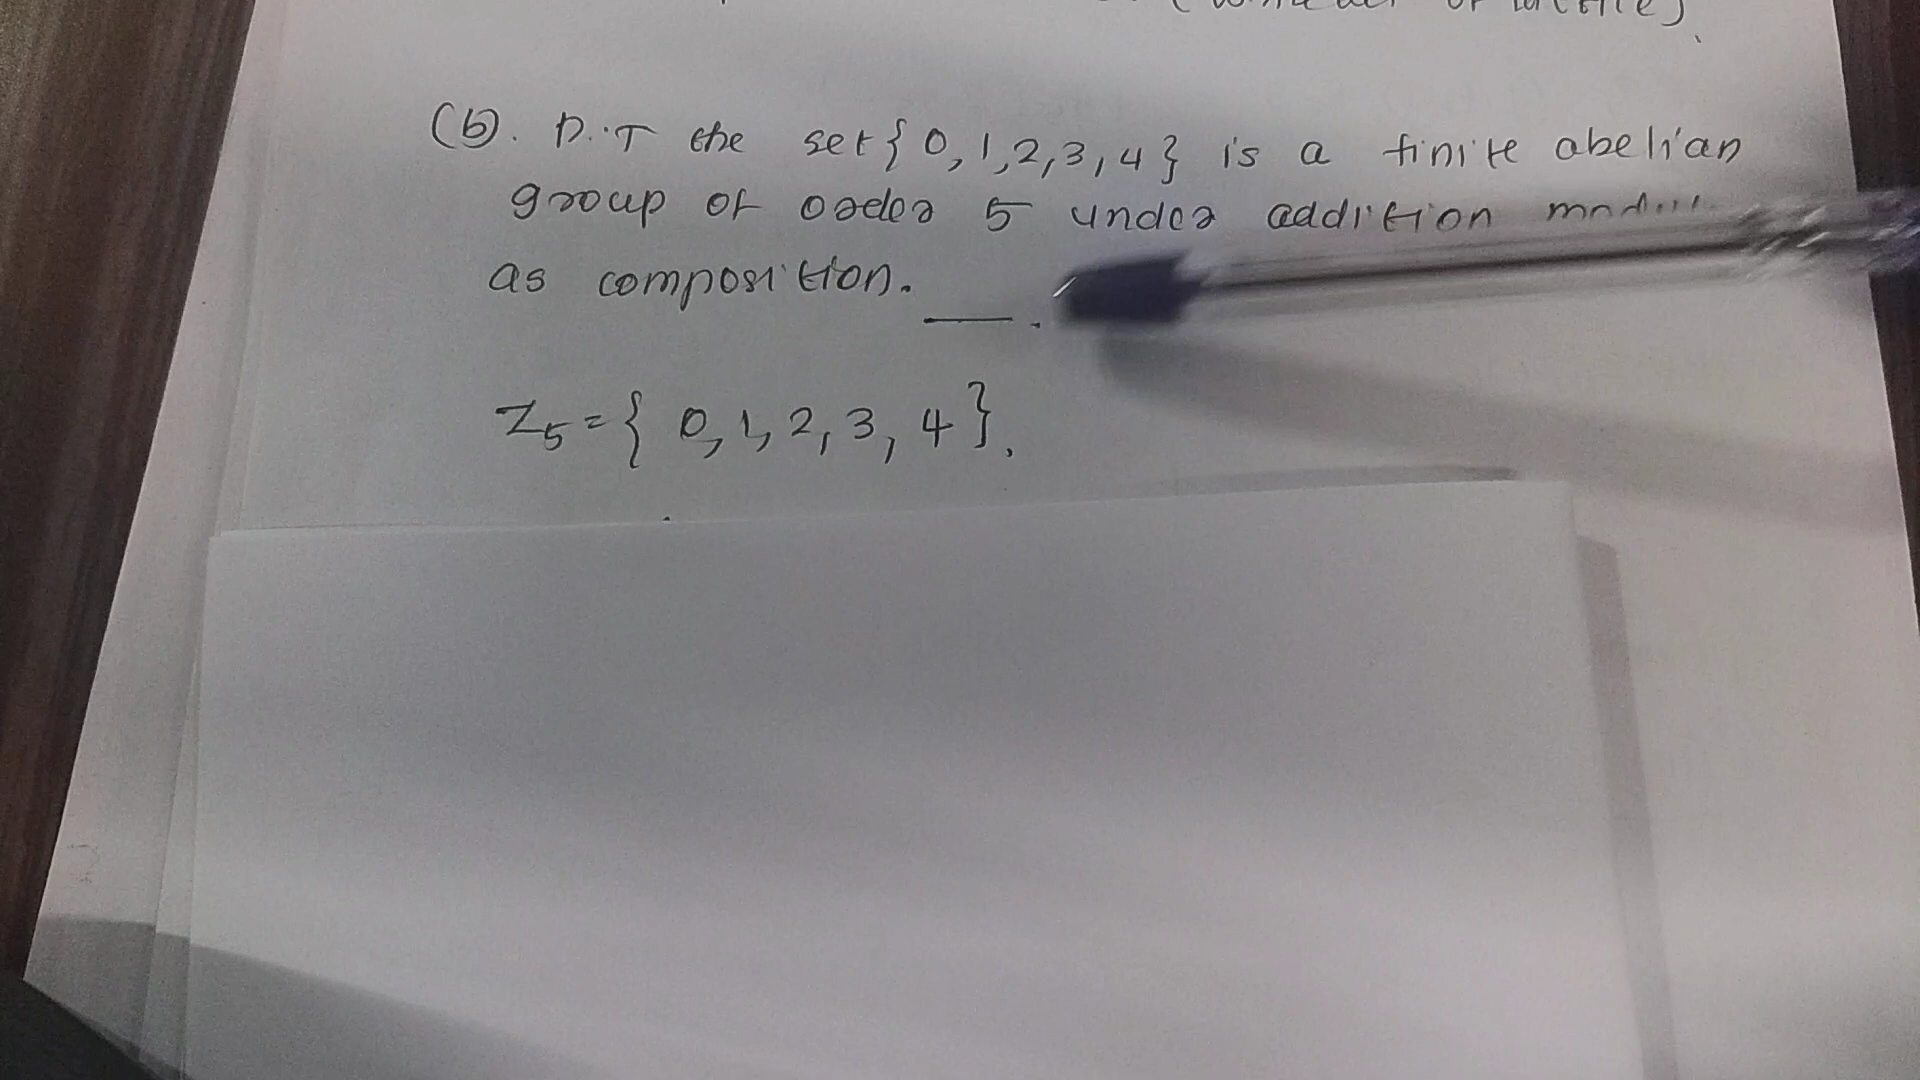 (b). P.T the set { 0, 1, 2, 3, 4 } is a finite abelian
group of order 5 under addition
as composition.
Z5 = { 0, 1, 2, 3, 4 }.